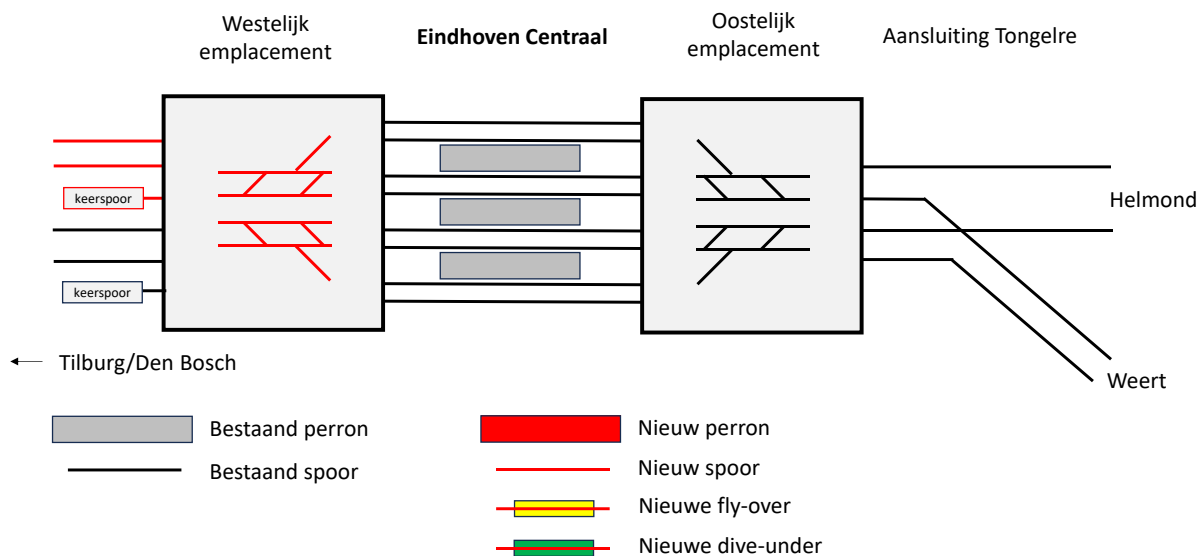 Westelijk
emplacement
Eindhoven Centraal
Oostelijk
emplacement
Aansluiting Tongelre
keerspoor
Helmond
keerspoor
Tilburg/Den Bosch
Weert
Bestaand perron
Nieuw perron
Bestaand spoor
Nieuw spoor
Nieuwe fly-over
Nieuwe dive-under